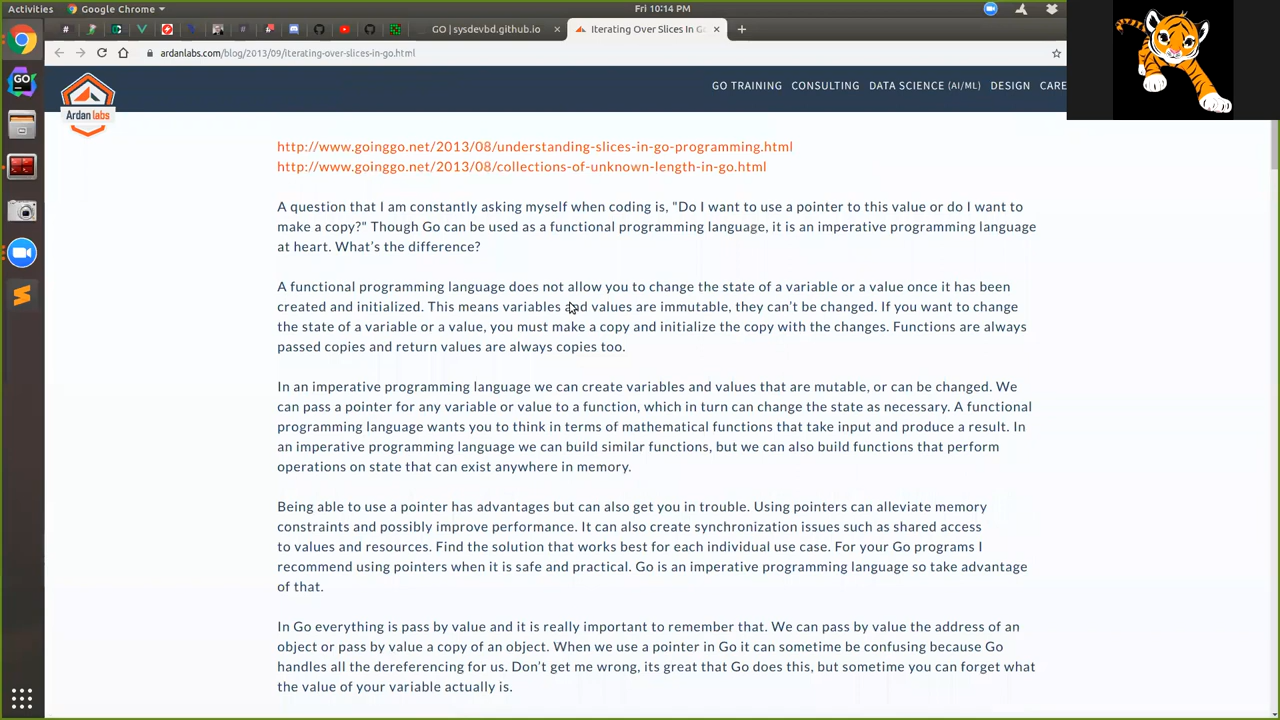 Activities
Google Chrome
Fri 10:14 PM
GO | sysdevbd.github.io
Iterating Over Slices In Go
ardanlabs.com/blog/2013/09/iterating-over-slices-in-go.html
Ardan labs
GO TRAINING CONSULTING DATA SCIENCE (AI/ML) DESIGN CARE
http://www.goinggo.net/2013/08/understanding-slices-in-go-programming.html
http://www.goinggo.net/2013/08/collections-of-unknown-length-in-go.html
A question that I am constantly asking myself when coding is, "Do I want to use a pointer to this value or do I want to
make a copy?" Though Go can be used as a functional programming language, it is an imperative programming language
at heart. What's the difference?
A functional programming language does not allow you to change the state of a variable or a value once it has been
created and initialized. This means variables and values are immutable, they can't be changed. If you want to change
the state of a variable or a value, you must make a copy and initialize the copy with the changes. Functions are always
passed copies and return values are always copies too.
In an imperative programming language we can create variables and values that are mutable, or can be changed. We
can pass a pointer for any variable or value to a function, which in turn can change the state as necessary. A functional
programming language wants you to think in terms of mathematical functions that take input and produce a result. In
an imperative programming language we can build similar functions, but we can also build functions that perform
operations on state that can exist anywhere in memory.
Being able to use a pointer has advantages but can also get you in trouble. Using pointers can alleviate memory
constraints and possibly improve performance. It can also create synchronization issues such as shared access
to values and resources. Find the solution that works best for each individual use case. For your Go programs I
recommend using pointers when it is safe and practical. Go is an imperative programming language so take advantage
of that.
In Go everything is pass by value and it is really important to remember that. We can pass by value the address of an
object or pass by value a copy of an object. When we use a pointer in Go it can sometime be confusing because Go
handles all the dereferencing for us. Don't get me wrong, its great that Go does this, but sometime you can forget what
the value of your variable actually is.